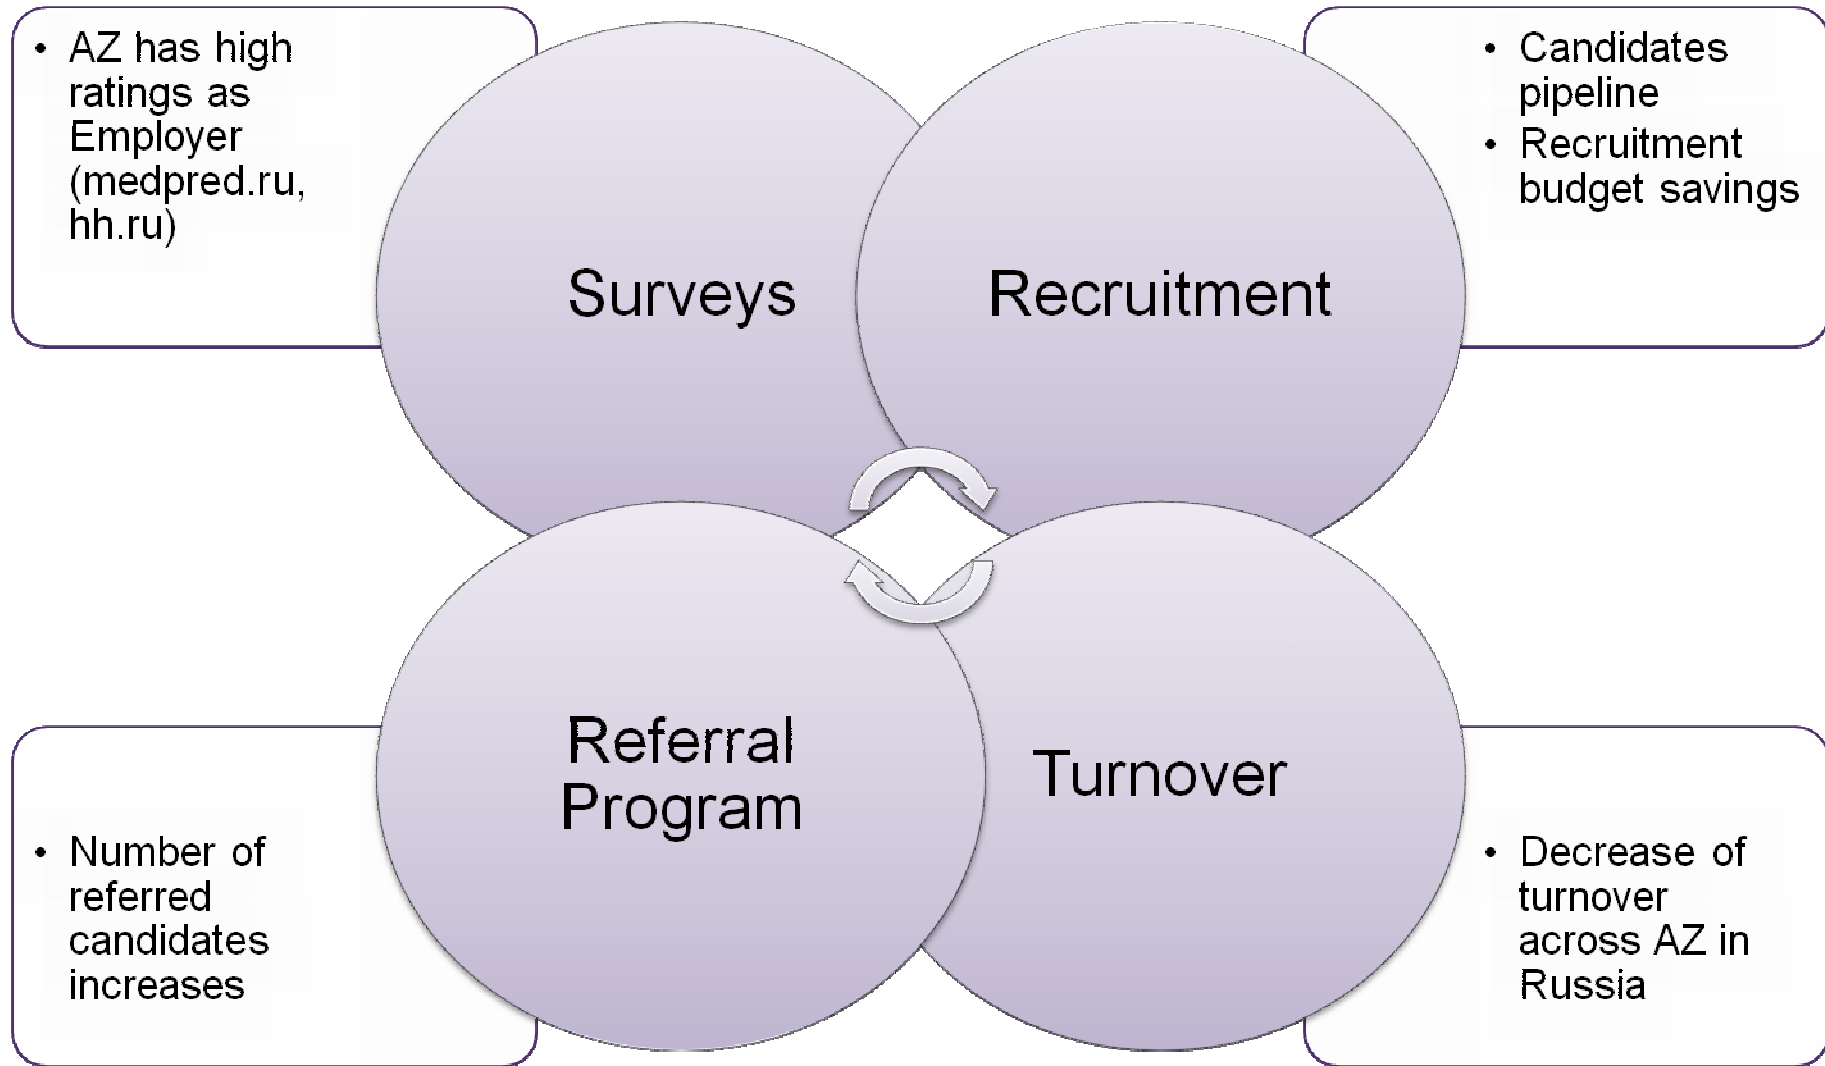 • AZ has high
ratings as
Employer
(medpred.ru,
hh.ru)
Surveys
Recruitment
• Candidates
pipeline
• Recruitment
budget savings
Referral
Program
Turnover
• Number of
referred
candidates
increases
• Decrease of
turnover
across AZ in
Russia